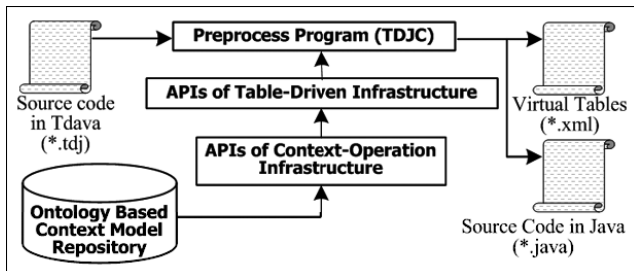 Preprocess Program (TDJC)
APIs of Table-Driven Infrastructure
Source code
in Tdava
(*.tdj)
Virtual Tables
(*.xml)
APIs of Context-Operation
Infrastructure
Ontology Based
Context Model
Repository
Source Code in Java
(*.java)